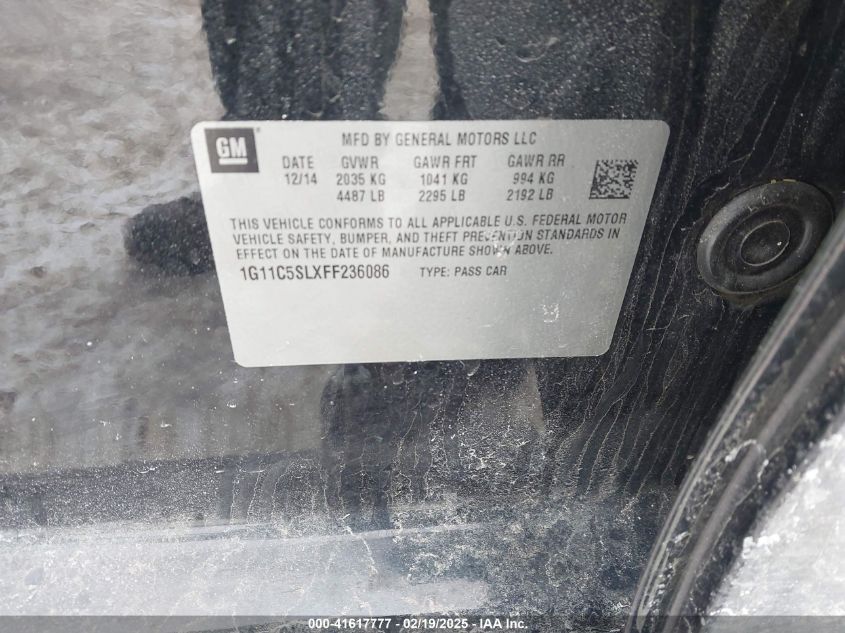 GM ® MFD BY GENERAL MOTORS LLC
DATE GVWR GAWR FRT GAWR RR
12/14 2035 KG 1041 KG 994 KG
4487 LB 2295 LB 2192 LB
THIS VEHICLE CONFORMS TO ALL APPLICABLE U.S. FEDERAL MOTOR
VEHICLE SAFETY, BUMPER, AND THEFT PREVENTION STANDARDS IN
EFFECT ON THE DATE OF MANUFACTURE SHOWN ABOVE.
1G11C5SLXFF236086 TYPE: PASS CAR
000-41617777 - 02/19/2025 - IAA Inc.